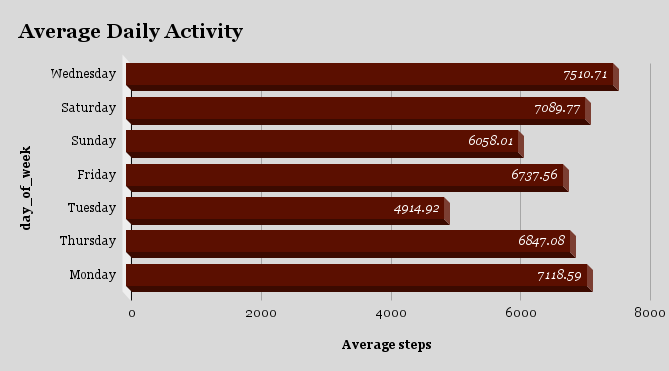 Average Daily Activity
day_of_week
Wednesday 7510.71
Saturday 7089.77
Sunday 6058.01
Friday 6737.56
Tuesday 4914.92
Thursday 6847.08
Monday 7118.59
0 2000 4000 6000 8000
Average steps